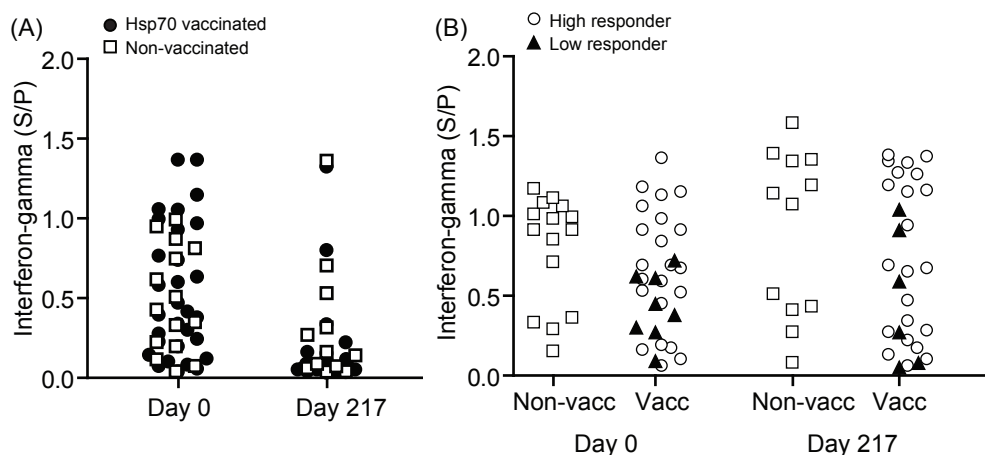 (A)
Hsp70 vaccinated
Non-vaccinated
Interferon-gamma (S/P)
2.0
1.5
1.0
0.5
0.0
Day 0
Day 217
(B)
High responder
Low responder
Interferon-gamma (S/P)
2.0
1.5
1.0
0.5
0.0
Non-vacc
Vacc
Non-vacc
Vacc
Day 0
Day 217